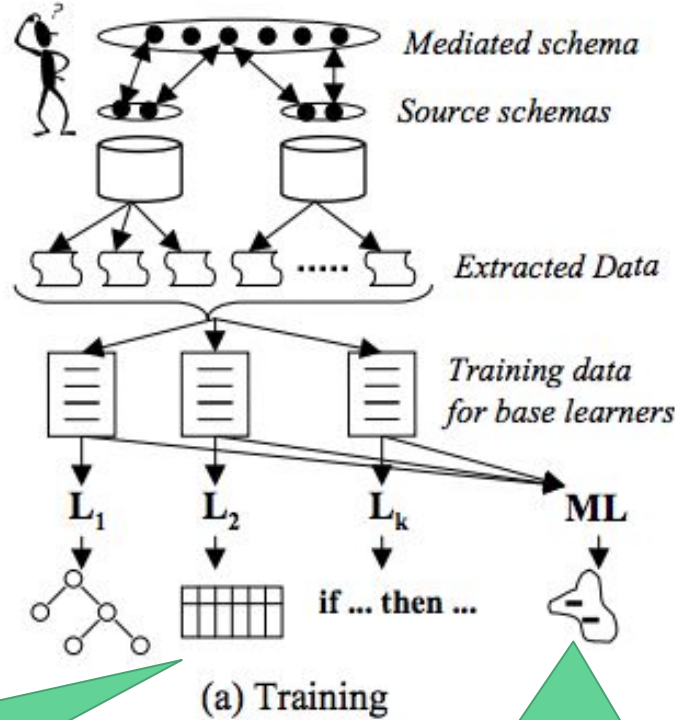 ?
Mediated schema
Source schemas
.....
Extracted Data
Training data
for base learners
L₁ L₂ Lₖ ML
if ... then ...
(a) Training